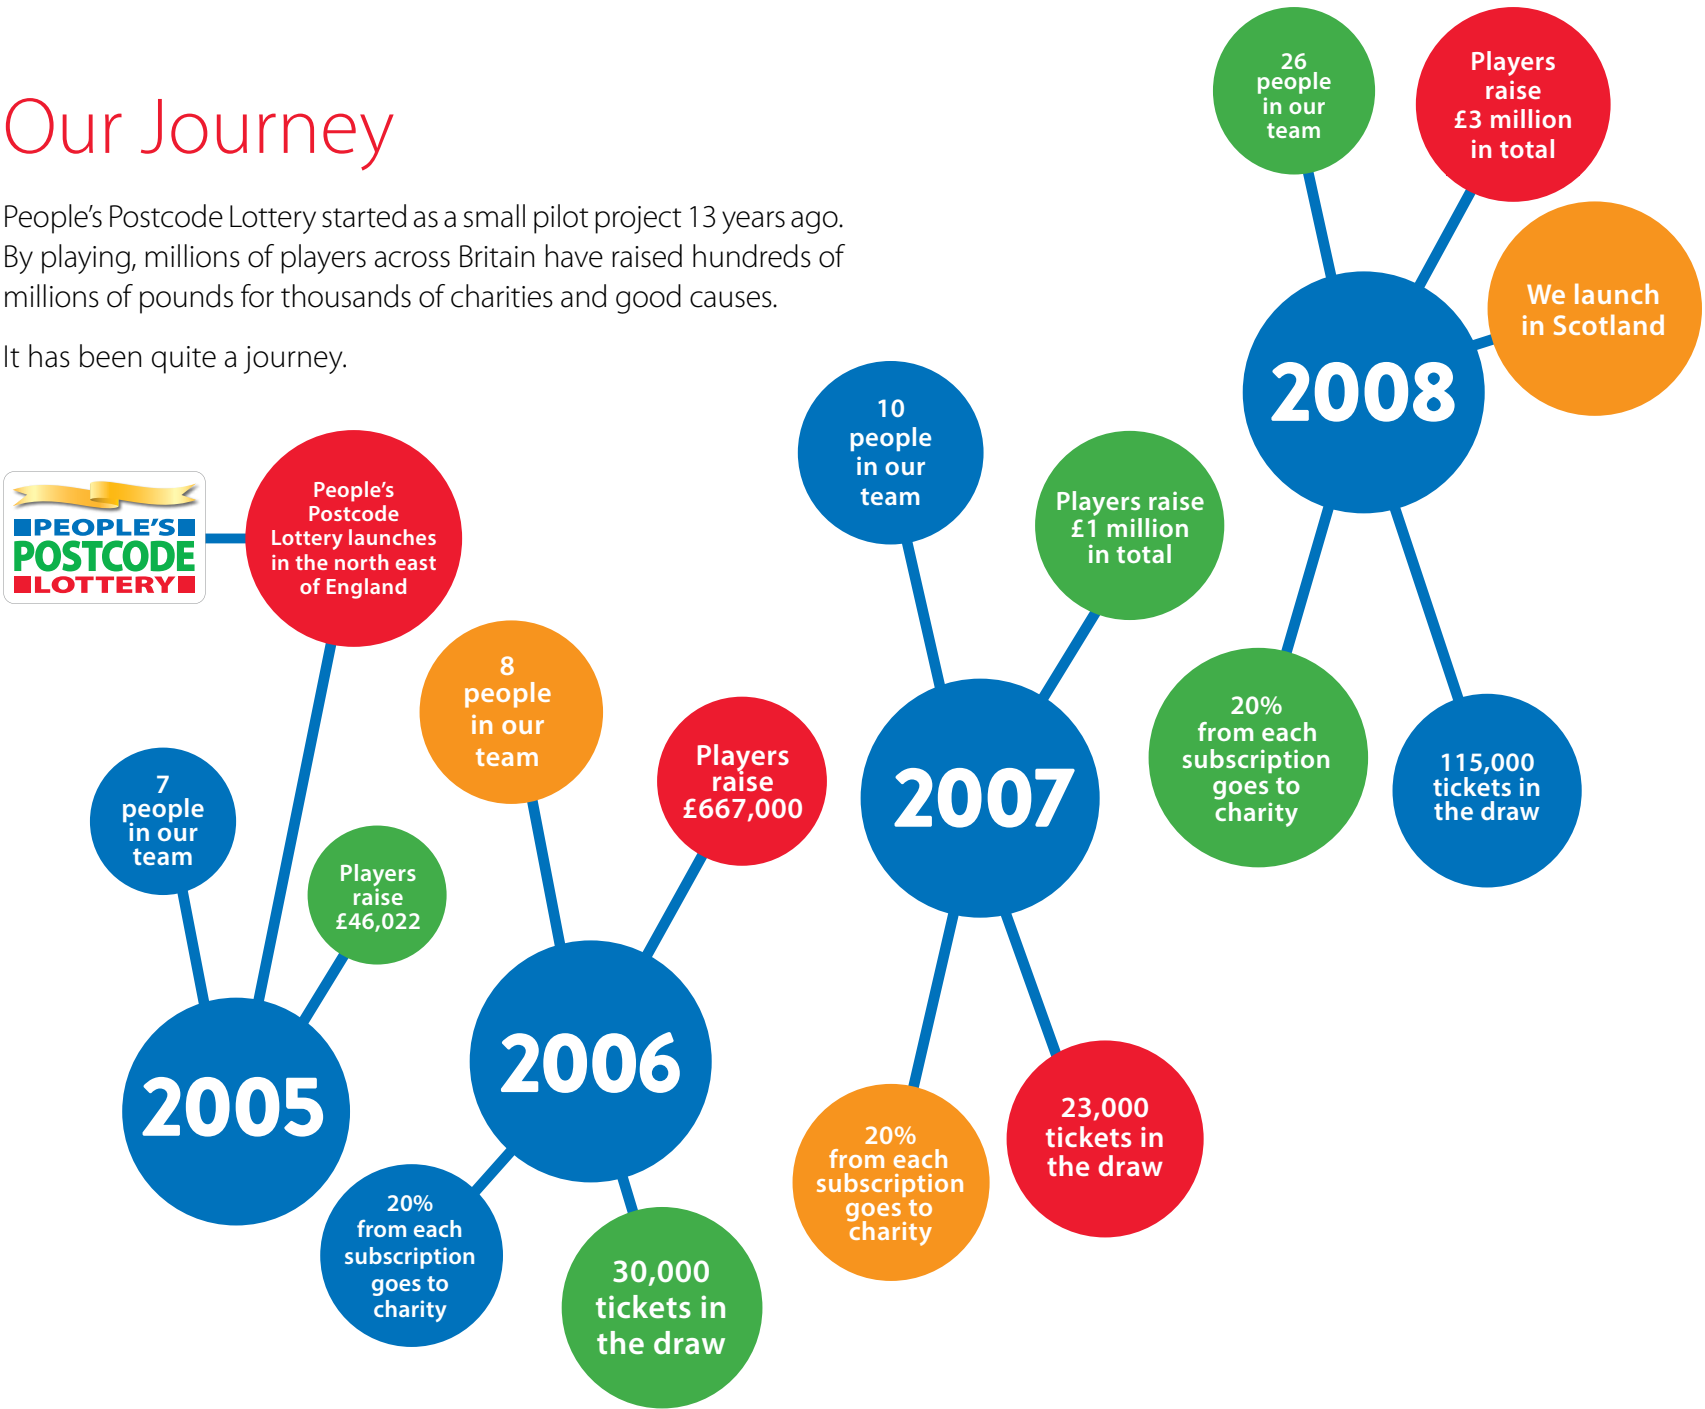 Our Journey
People's Postcode Lottery started as a small pilot project 13 years ago.
By playing, millions of players across Britain have raised hundreds of
millions of pounds for thousands of charities and good causes.
It has been quite a journey.
PEOPLE'S
POSTCODE
LOTTERY
People's
Postcode
Lottery launches
in the north east
of England
7
people
in our
team
Players
raise
£46,022
2005
8
people
in our
team
Players
raise
£667,000
2006
20%
from each
subscription
goes to
charity
30,000
tickets in
the draw
10
people
in our
team
Players raise
£1 million
in total
2007
20%
from each
subscription
goes to
charity
23,000
tickets in
the draw
26
people
in our
team
Players
raise
£3 million
in total
We launch
in Scotland
2008
20%
from each
subscription
goes to
charity
115,000
tickets in
the draw